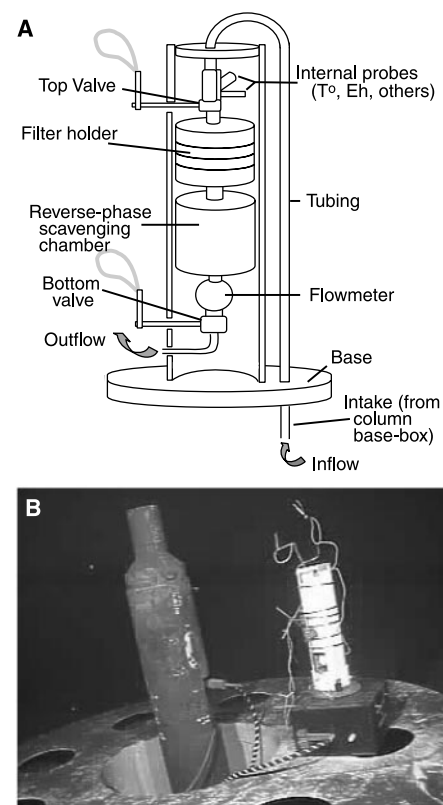 A
Top Valve
Internal probes
(Tº, Eh, others)
Filter holder
Reverse-phase
scavenging
chamber
Tubing
Bottom
valve
Flowmeter
Outflow
Base
Intake (from
column
base-box)
Inflow
B